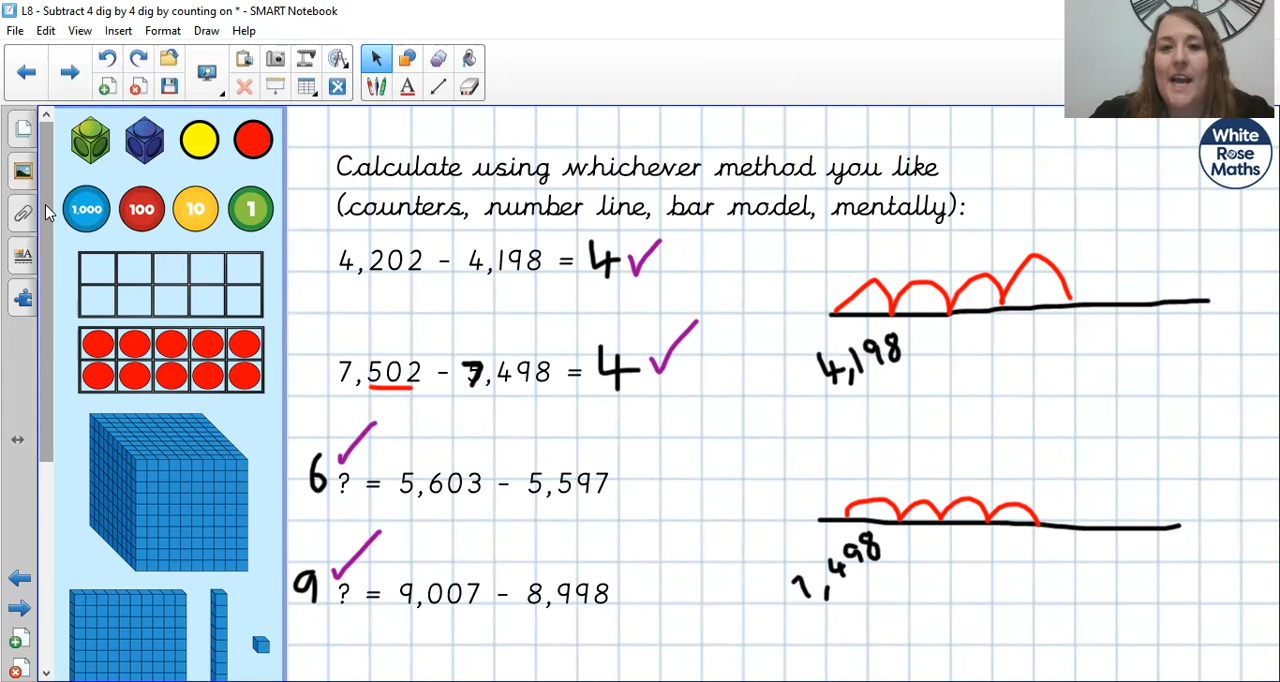 L8 - Subtract 4 dig by 4 dig by counting on * - SMART Notebook
File Edit View Insert Format Draw Help
1,000 100 10 1
White
Rose
Maths
Calculate using whichever method you like
(counters, number line, bar model, mentally):
4,202 - 4,198 = 4 ✓
4,198
7,502 - 7,498 = 4 ✓
6 ✓ ? = 5,603 - 5,597
,498
9 ✓ ? = 9,007 - 8,998